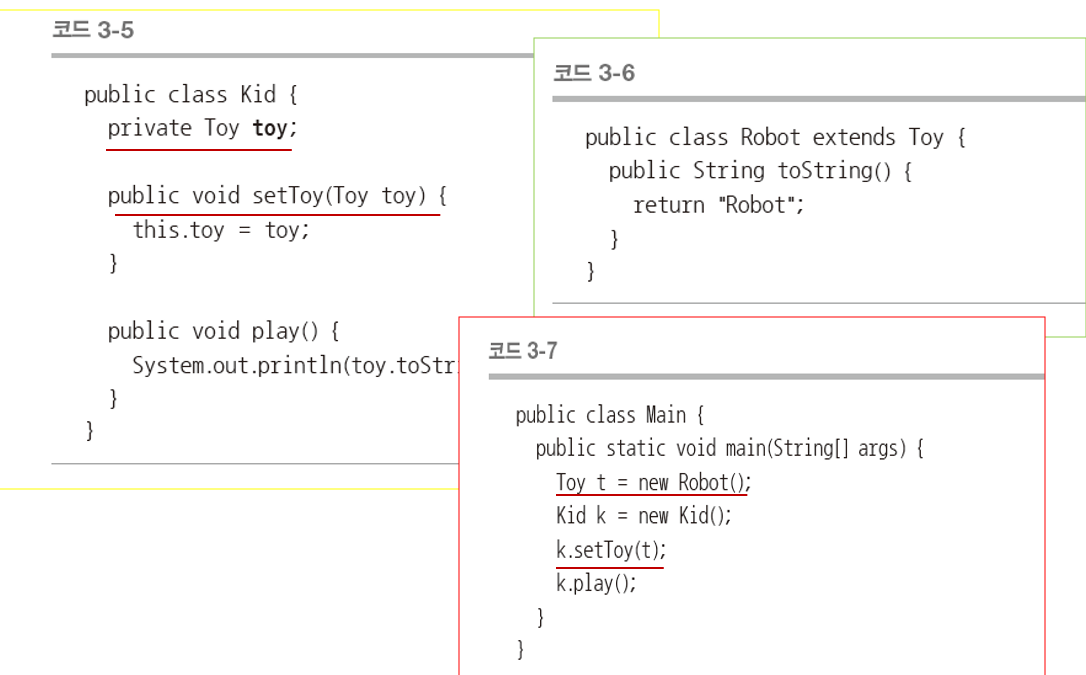 코드 3-5
public class Kid {
private Toy toy;
public void setToy(Toy toy) {
this.toy = toy;
}
public void play() {
System.out.println(toy.toStr
}
}
코드 3-6
public class Robot extends Toy {
public String toString() {
return "Robot";
}
}
코드 3-7
public class Main {
public static void main(String[] args) {
Toy t = new Robot();
Kid k = new Kid();
k.setToy(t);
k.play();
}
}